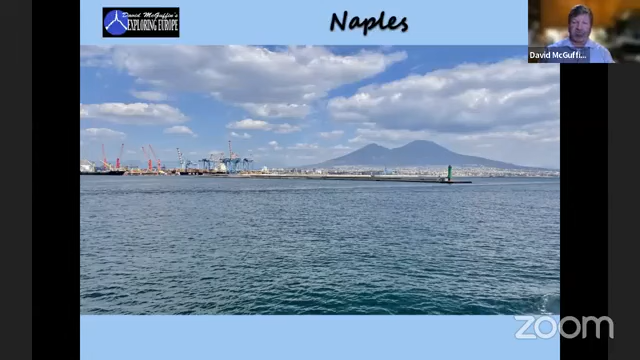 David McGuffin's
EXPLORING EUROPE
Naples
David McGuffi...
zoom